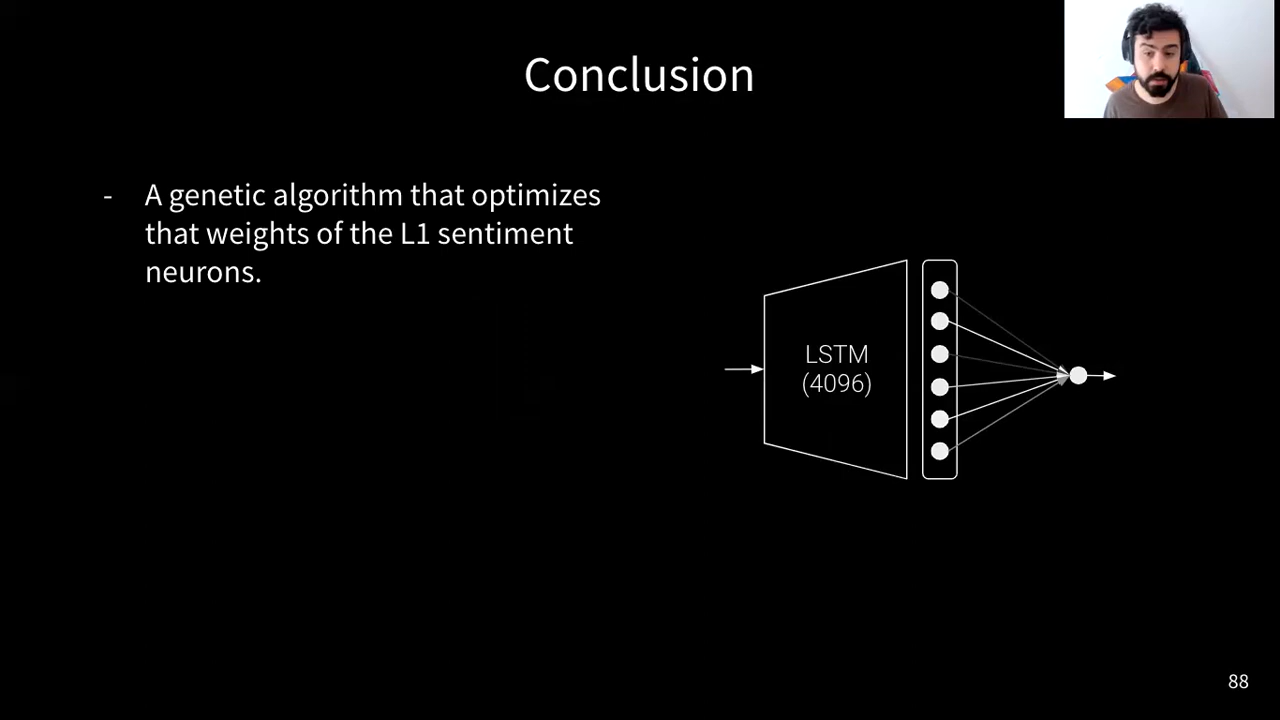 Conclusion
- A genetic algorithm that optimizes
that weights of the L1 sentiment
neurons.
LSTM
(4096)
88